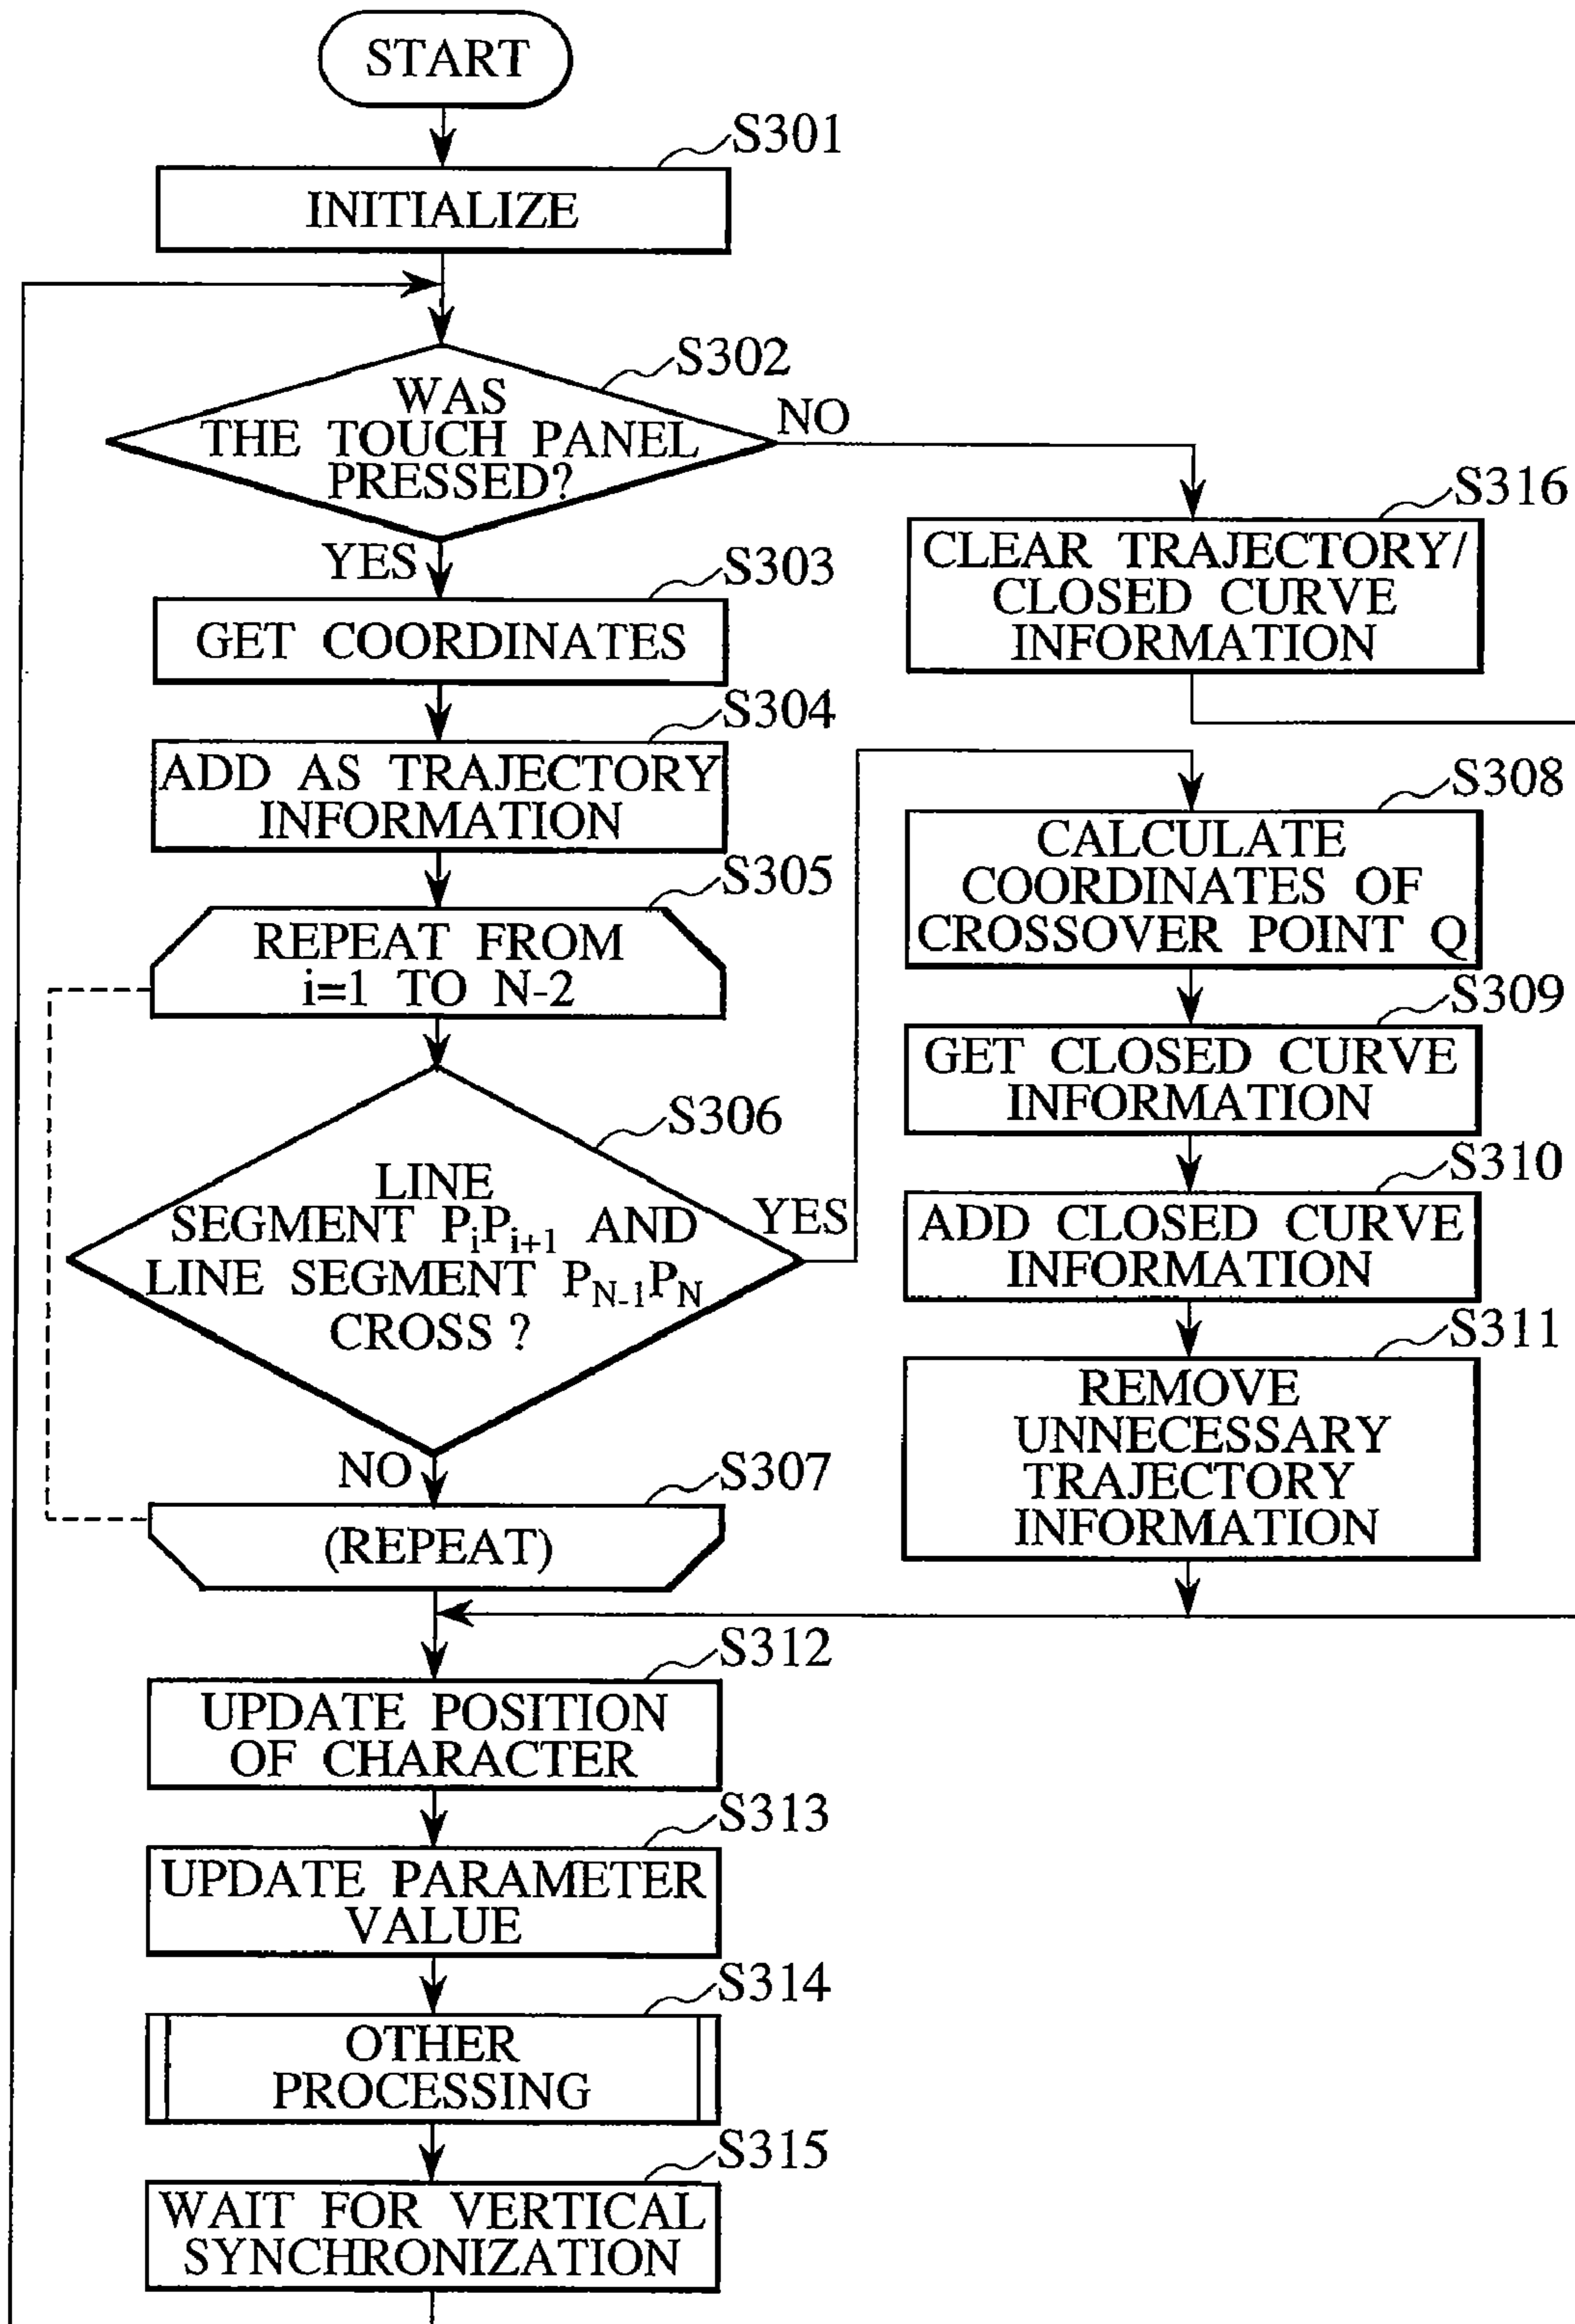 START
S301
INITIALIZE
S302
WAS
THE TOUCH PANEL
PRESSED?
NO
YES
S316
CLEAR TRAJECTORY/
CLOSED CURVE
INFORMATION
S303
GET COORDINATES
S304
ADD AS TRAJECTORY
INFORMATION
S305
REPEAT FROM
i=1 TO N-2
S306
LINE
SEGMENT PiPi+1 AND
LINE SEGMENT PN-1PN
CROSS ?
YES
NO
S307
(REPEAT)
S308
CALCULATE
COORDINATES OF
CROSSOVER POINT Q
S309
GET CLOSED CURVE
INFORMATION
S310
ADD CLOSED CURVE
INFORMATION
S311
REMOVE
UNNECESSARY
TRAJECTORY
INFORMATION
S312
UPDATE POSITION
OF CHARACTER
S313
UPDATE PARAMETER
VALUE
S314
OTHER
PROCESSING
S315
WAIT FOR VERTICAL
SYNCHRONIZATION